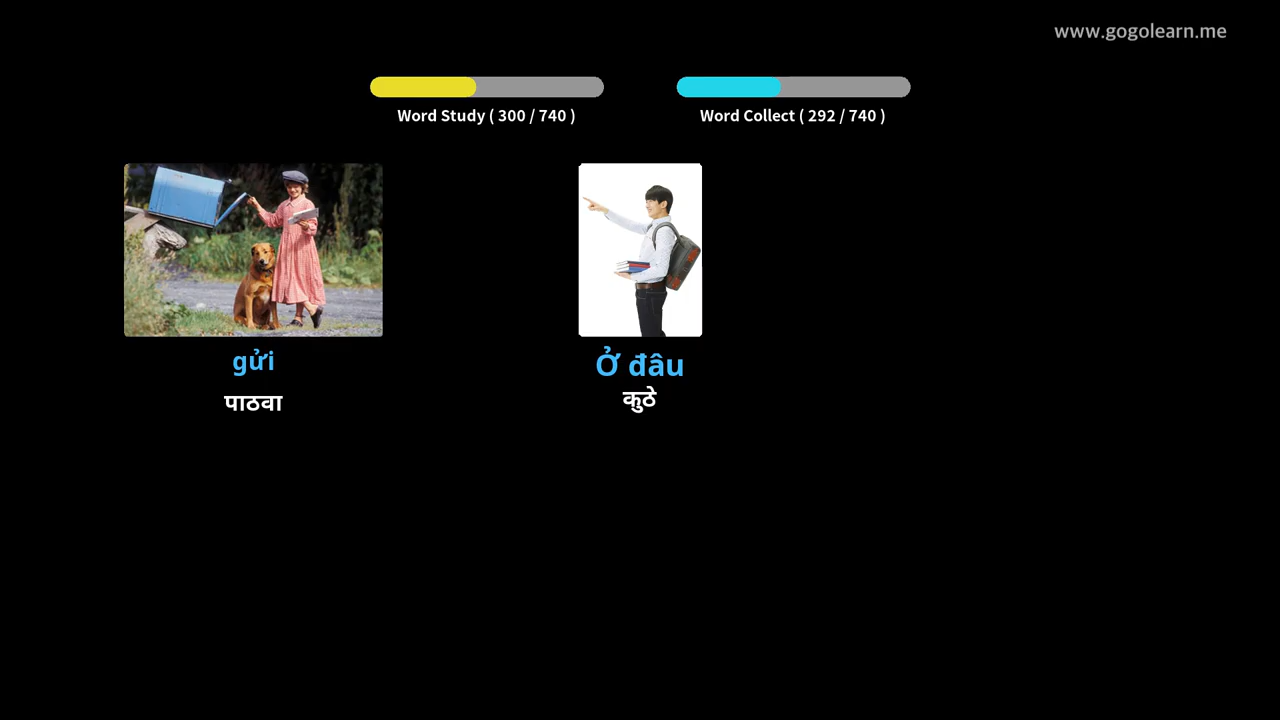 www.gogolearn.me
Word Study ( 300 / 740 )
Word Collect ( 292 / 740 )
gửi
पाठवा
Ở đâu
कुठे